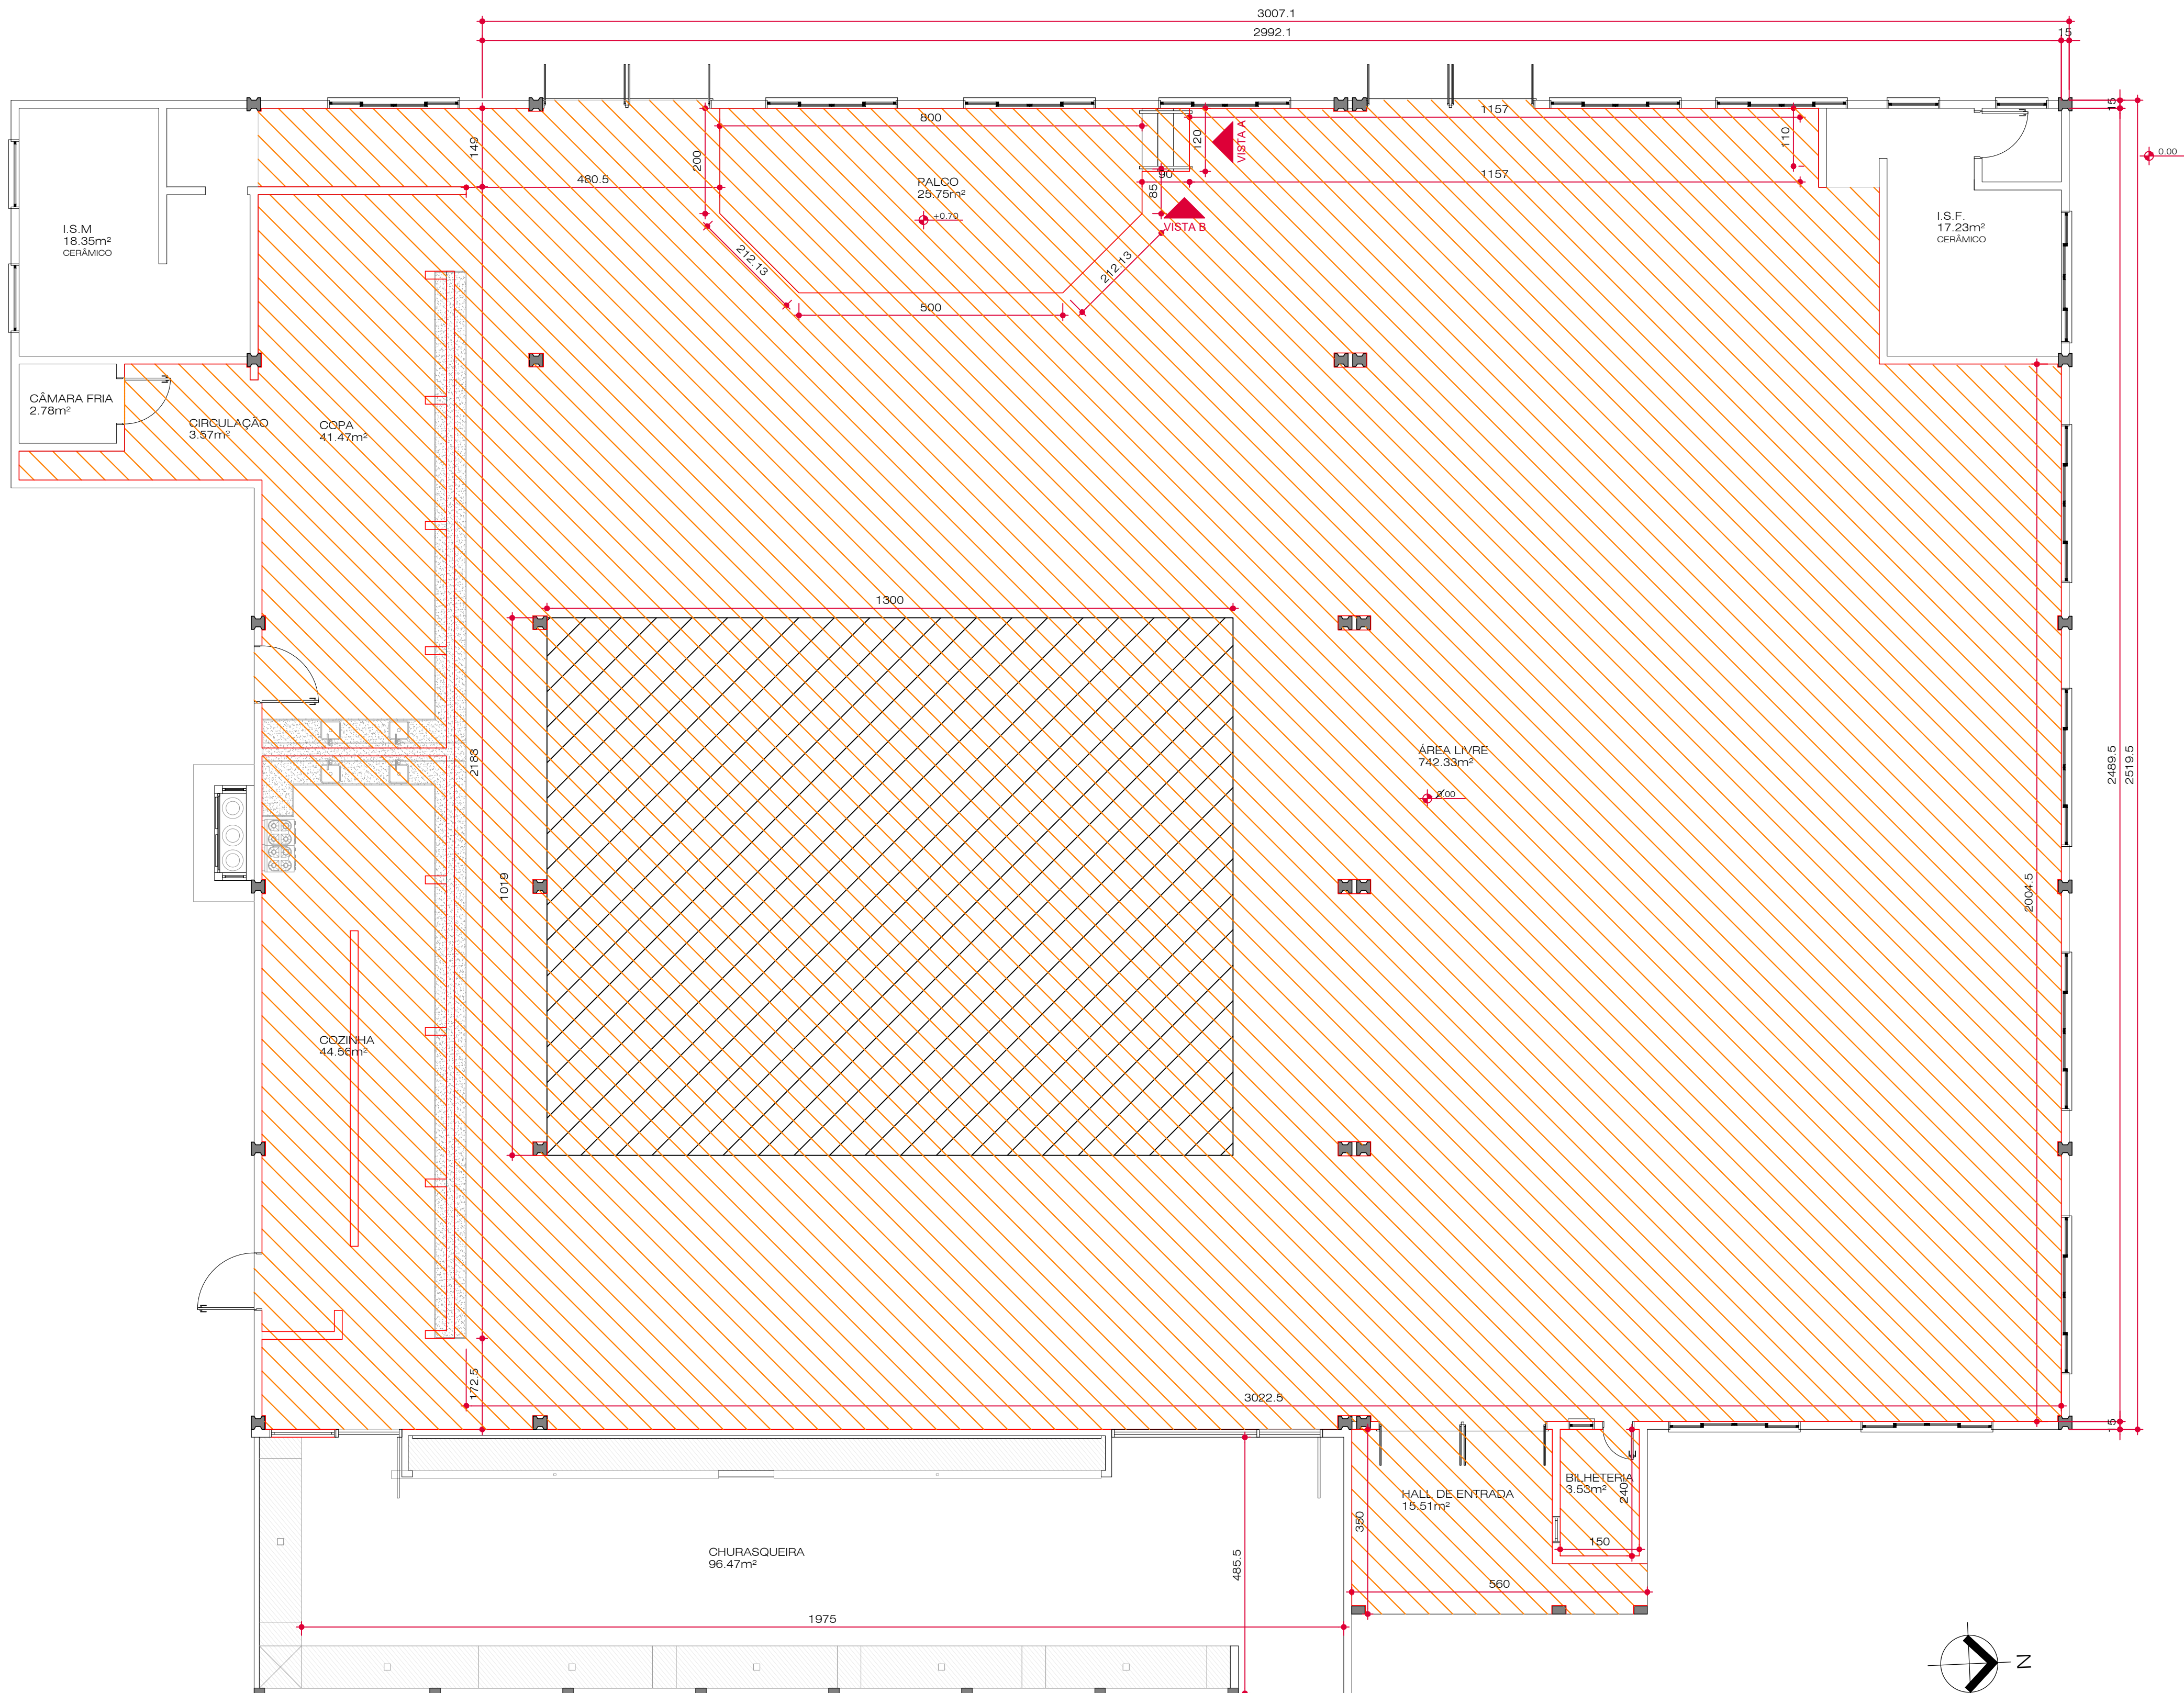 3007.1
2992.1
15
15
1157
800
149
200
120
VISTA A
110
0.00
480.5
PALCO
25.75m²
+0.70
90
1157
85
VISTA B
I.S.M
18.35m²
CERÂMICO
I.S.F.
17.23m²
CERÂMICO
212.13
212.13
500
CÂMARA FRIA
2.78m²
CIRCULAÇÃO
3.57m²
COPA
41.47m²
1300
2183
ÁREA LIVRE
742.33m²
0.00
2489.5
2519.5
1019
2004.5
COZINHA
44.56m²
172.5
3022.5
HALL DE ENTRADA
15.51m²
BILHETERIA
3.53m²
240
350
150
CHURASQUEIRA
96.47m²
485.5
560
1975
N